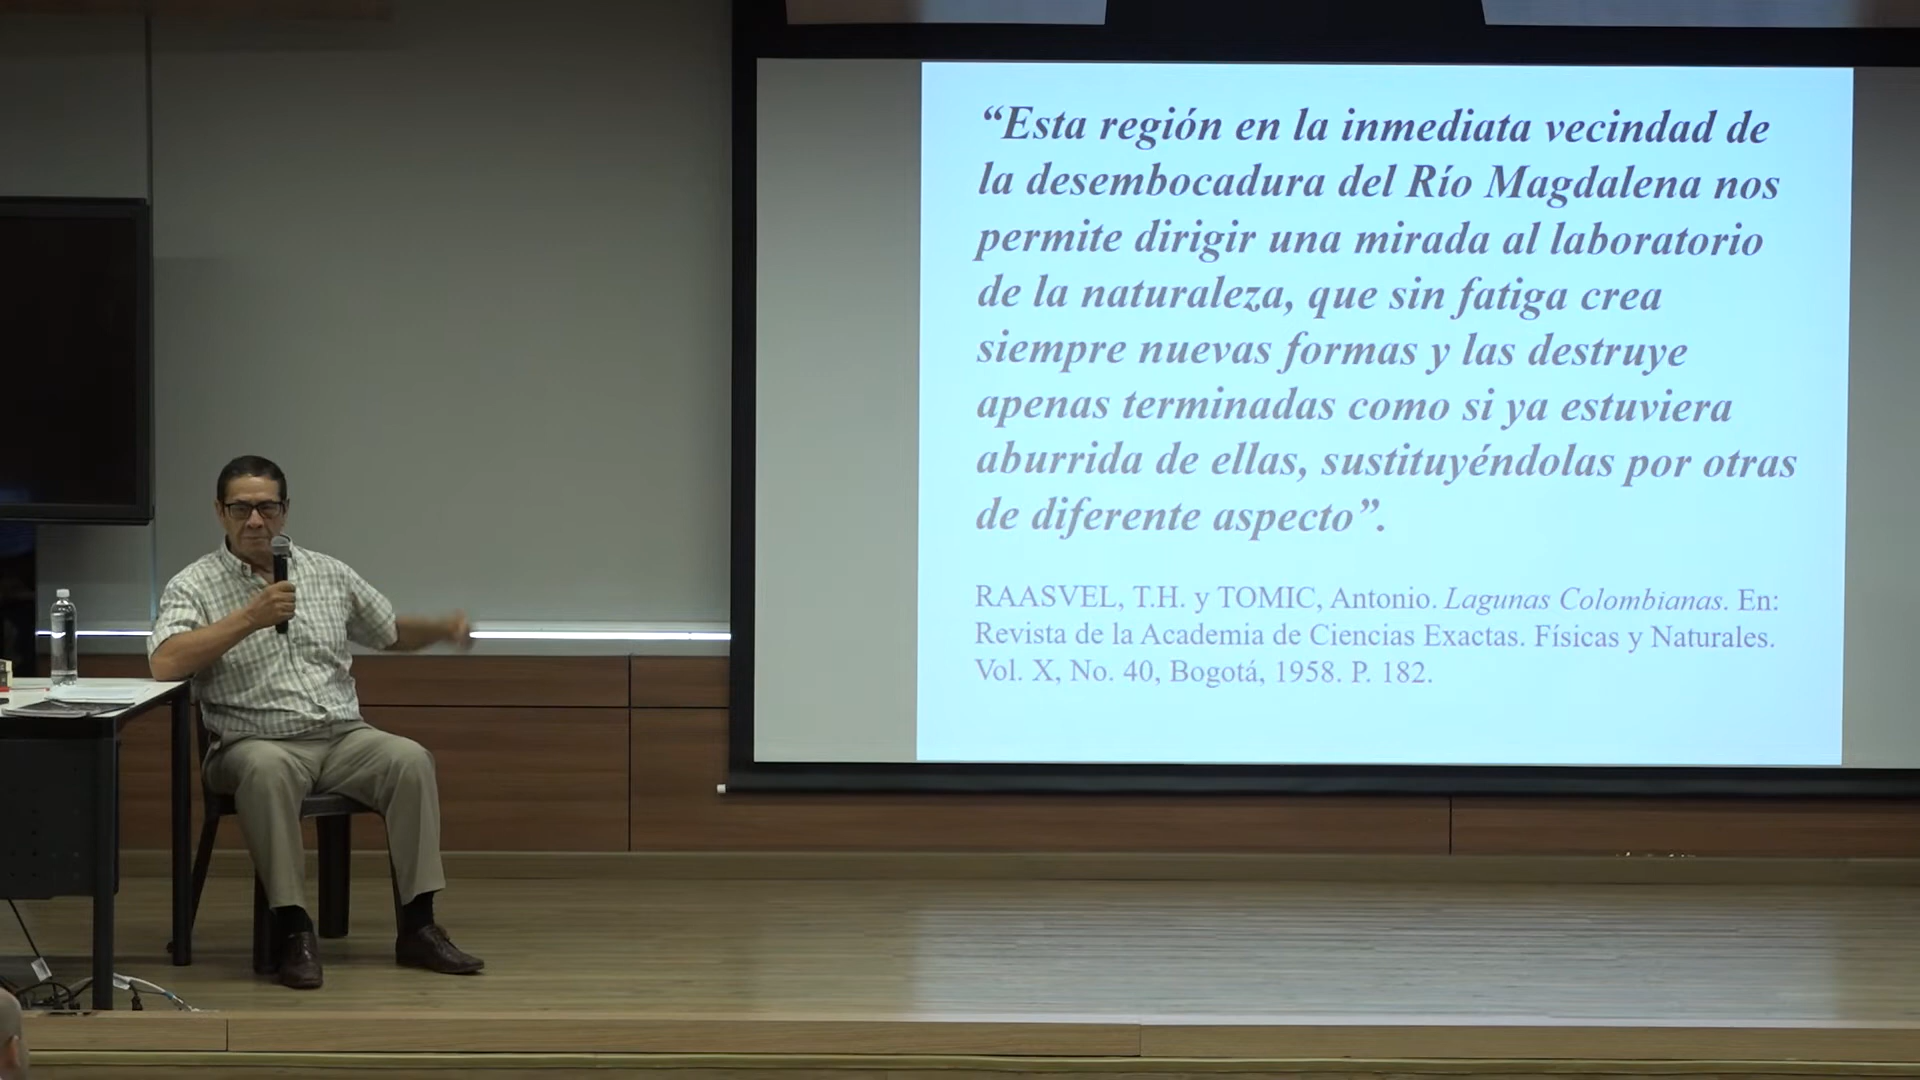 “Esta región en la inmediata vecindad de
la desembocadura del Río Magdalena nos
permite dirigir una mirada al laboratorio
de la naturaleza, que sin fatiga crea
siempre nuevas formas y las destruye
apenas terminadas como si ya estuviera
aburrida de ellas, sustituyéndolas por otras
de diferente aspecto”.
RAASVEL, T.H. y TOMIC, Antonio. Lagunas Colombianas. En:
Revista de la Academia de Ciencias Exactas. Físicas y Naturales.
Vol. X, No. 40, Bogotá, 1958. P. 182.